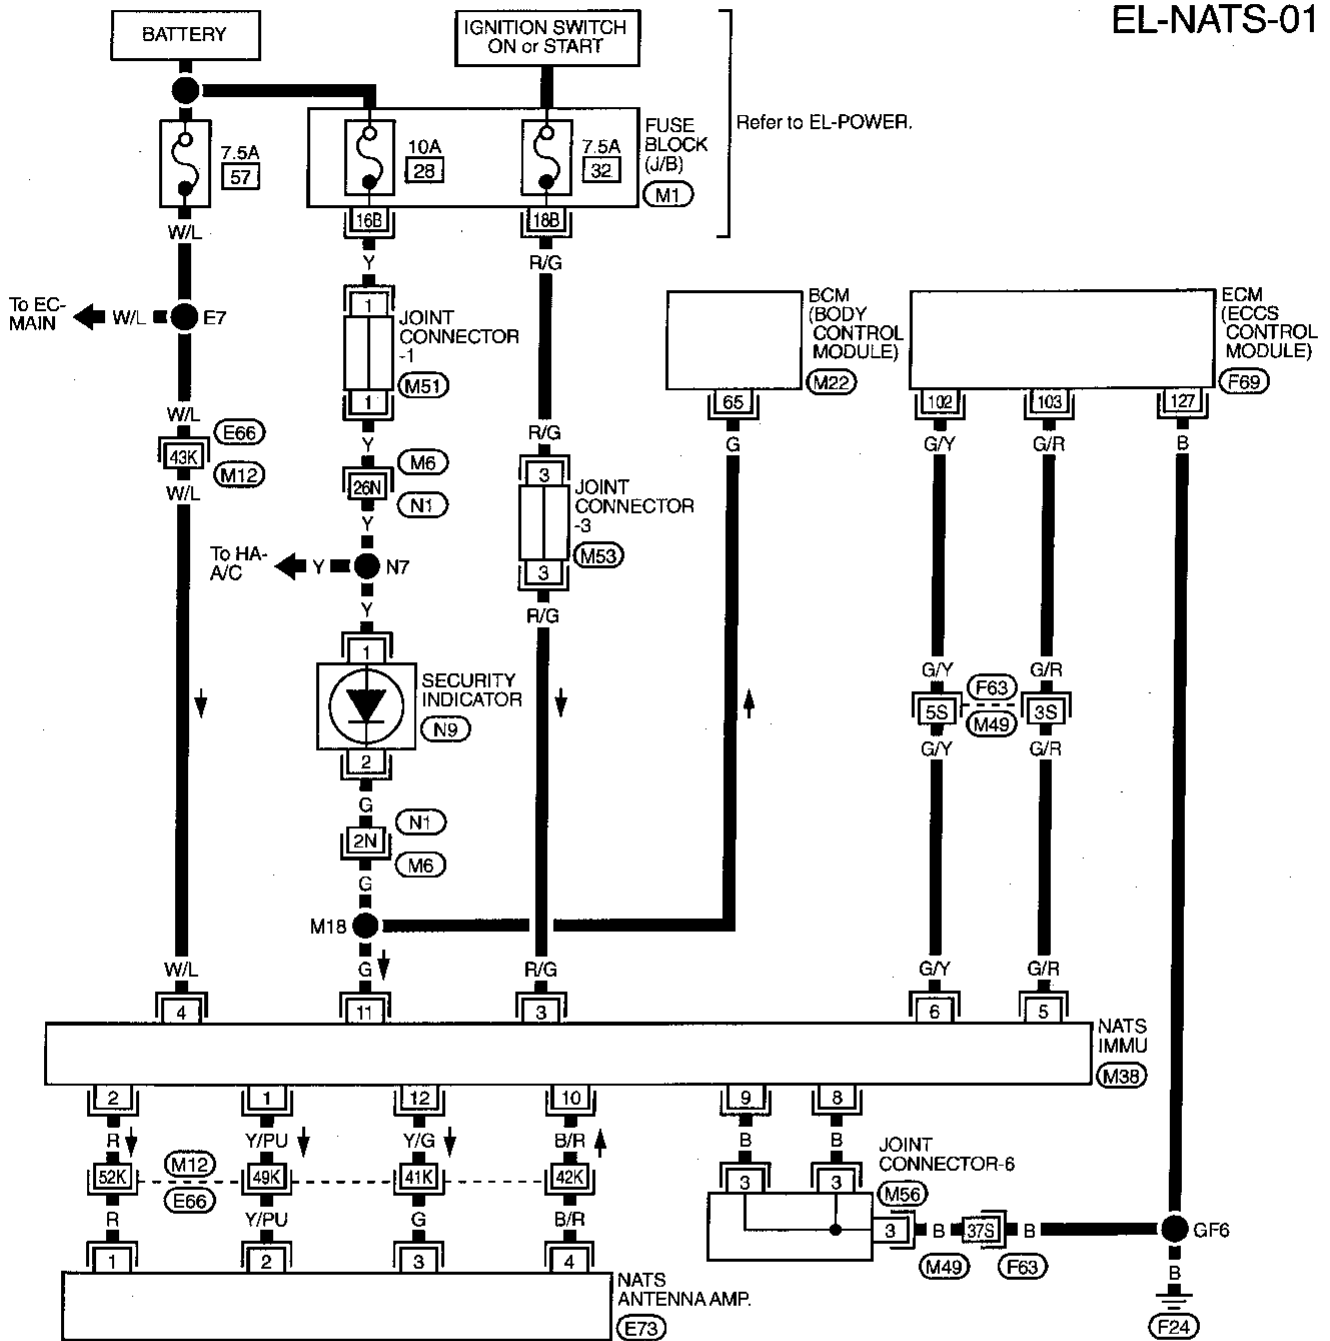 EL-NATS-01
BATTERY
IGNITION SWITCH
ON or START
Refer to EL-POWER.
7.5A
57
10A
28
7.5A
32
FUSE
BLOCK
(J/B)
M1
16B
18B
W/L
Y
R/G
To EC-
MAIN
W/L
E7
1
JOINT
CONNECTOR
-1
M51
1
BCM
(BODY
CONTROL
MODULE)
M22
65
G
ECM
(ECCS
CONTROL
MODULE)
F69
102
103
127
G/Y
G/R
B
W/L
E66
43K
M12
W/L
Y
M6
26N
N1
Y
R/G
3
JOINT
CONNECTOR
-3
M53
3
R/G
To HA-
A/C
Y
N7
Y
1
SECURITY
INDICATOR
N9
2
G
N1
2N
M6
G
M18
G
G/Y
G/R
F63
5S
3S
M49
G/Y
G/R
W/L
R/G
G/Y
G/R
4
11
3
6
5
NATS
IMMU
M38
2
1
12
10
9
8
R
Y/PU
Y/G
B/R
B
B
M12
52K
49K
41K
42K
E66
R
Y/PU
G
B/R
1
2
3
4
NATS
ANTENNA AMP.
E73
JOINT
CONNECTOR-6
M56
3
3
3
B
37S
B
M49
F63
GF6
B
F24